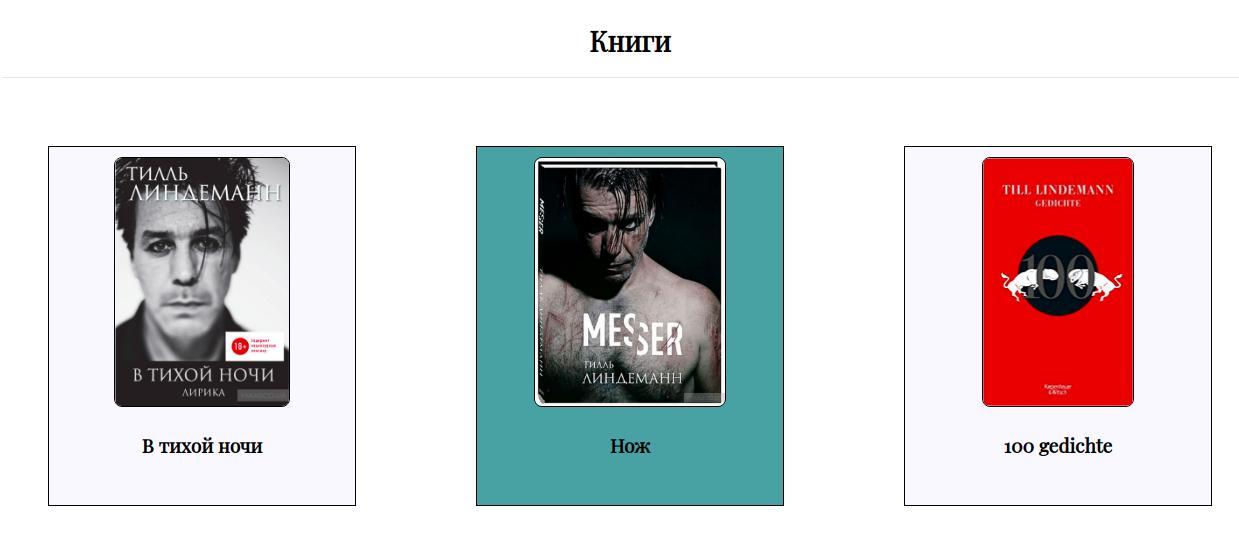 Книги
ТИЛЛЬ
ЛИНДЕМАНН
18+
В ТИХОЙ НОЧИ
ЛИРИКА
В тихой ночи
MESSER
MESSER
ТИЛЛЬ
ЛИНДЕМАНН
Нож
TILL LINDEMANN
GEDICHTE
100
Kiepenheuer
&Witsch
100 gedichte